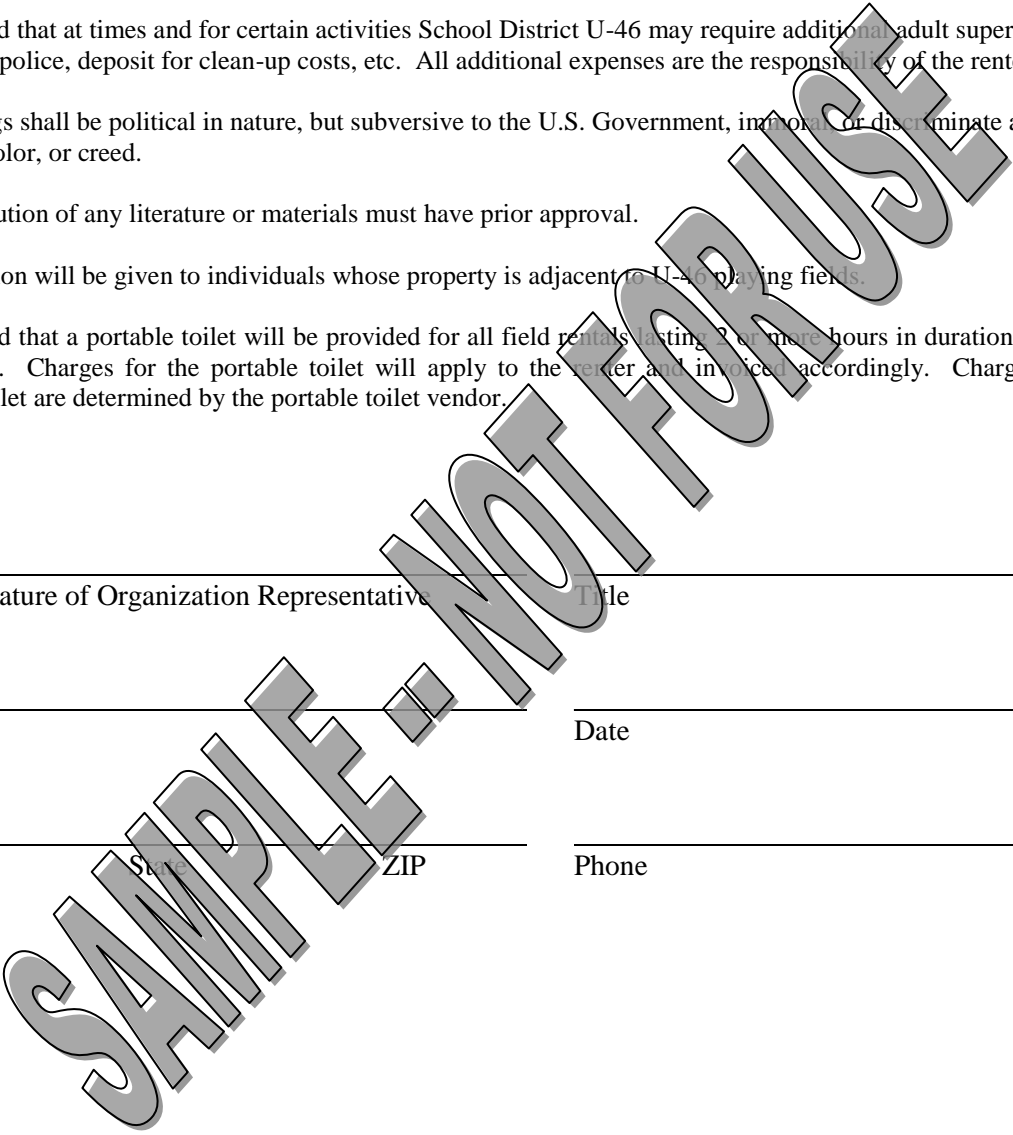 d that at times and for certain activities School District U-46 may require additional adult super
police, deposit for clean-up costs, etc.  All additional expenses are the responsibility of the rent
gs shall be political in nature, but subversive to the U.S. Government, immoral, or discriminate a
olor, or creed.
ution of any literature or materials must have prior approval.
ion will be given to individuals whose property is adjacent to U-46 playing fields.
d that a portable toilet will be provided for all field rentals lasting 2 or more hours in duration
.  Charges for the portable toilet will apply to the renter and invoiced accordingly.  Charg
let are determined by the portable toilet vendor.
ature of Organization Representative Title
Date
State ZIP Phone
SAMPLE -- NOT FOR USE